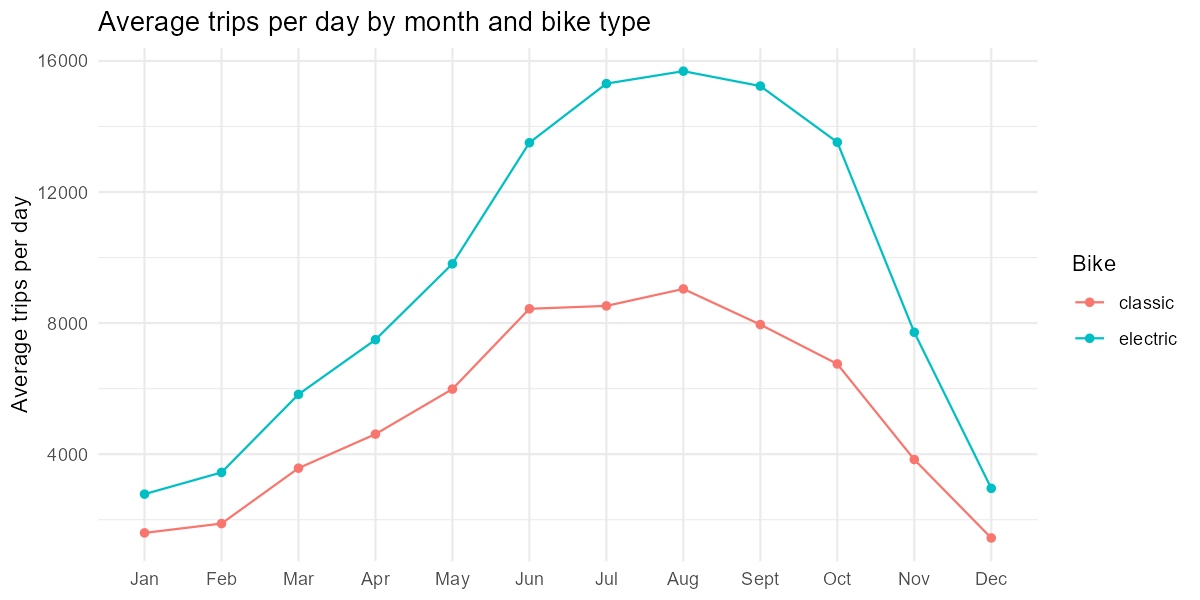 Average trips per day by month and bike type
Average trips per day
16000
12000
8000
4000
Jan Feb Mar Apr May Jun Jul Aug Sept Oct Nov Dec
Bike
classic
electric